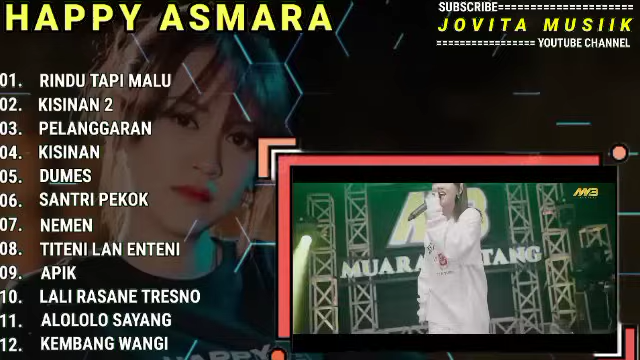 HAPPY ASMARA
SUBSCRIBE====================
JOVITA MUSIIK
=============== YOUTUBE CHANNEL
01. RINDU TAPI MALU
02. KISINAN 2
03. PELANGGARAN
04. KISINAN
05. DUMES
06. SANTRI PEKOK
07. NEMEN
08. TITENI LAN ENTENI
09. APIK
10. LALI RASANE TRESNO
11. ALOLOLO SAYANG
12. KEMBANG WANGI
HAPPY